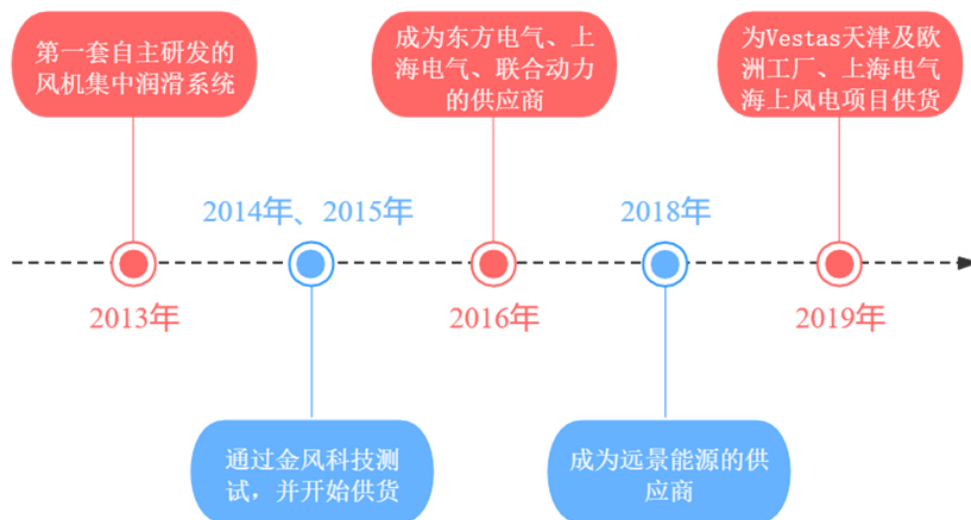 第一套自主研发的
风机集中润滑系统
成为东方电气、上
海电气、联合动力
的供应商
为Vestas天津及欧
洲工厂、上海电气
海上风电项目供货
2014年、2015年
2018年
2013年
2016年
2019年
通过金风科技测
试，并开始供货
成为远景能源的供
应商